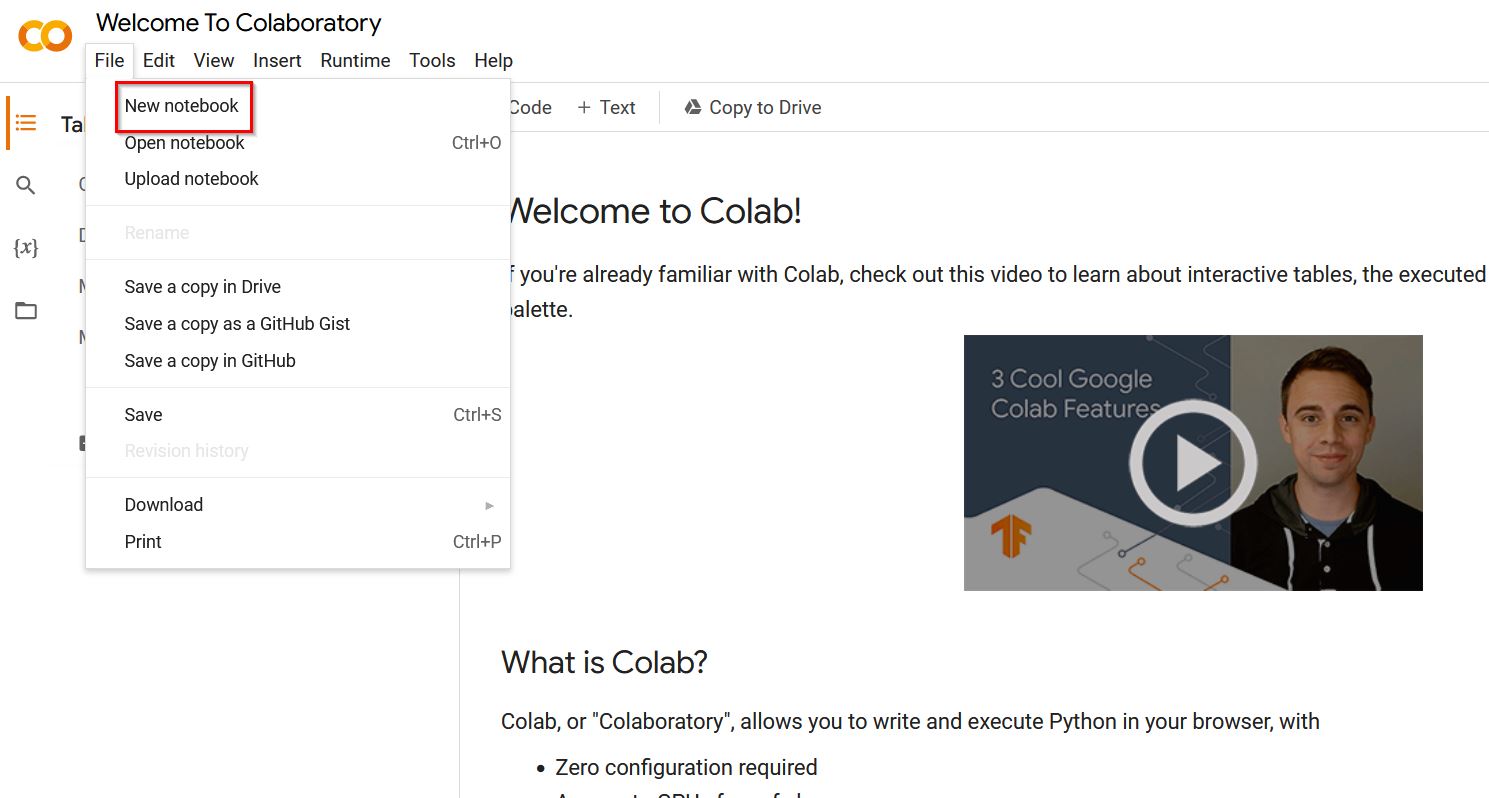 Welcome To Colaboratory
File Edit View Insert Runtime Tools Help
New notebook
Open notebook Ctrl+O
Upload notebook
Rename
Save a copy in Drive
Save a copy as a GitHub Gist
Save a copy in GitHub
Save Ctrl+S
Revision history
Download
Print Ctrl+P
{x}
Code + Text Copy to Drive
Welcome to Colab!
you're already familiar with Colab, check out this video to learn about interactive tables, the executed
palette.
3 Cool Google
Colab Features
What is Colab?
Colab, or "Colaboratory", allows you to write and execute Python in your browser, with
• Zero configuration required